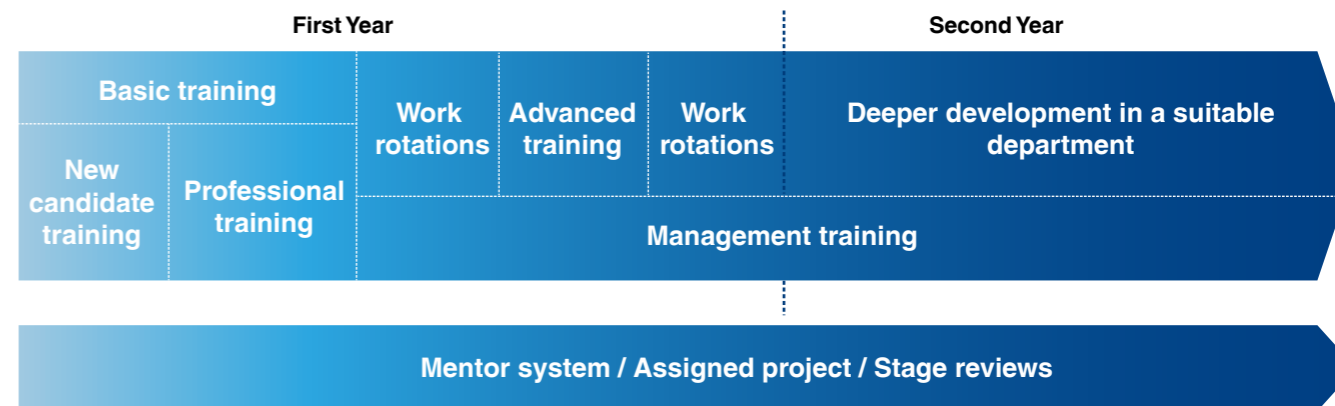 First Year
Second Year
Basic training
New
candidate
training
Professional
training
Work
rotations
Advanced
training
Work
rotations
Deeper development in a suitable
department
Management training
Mentor system / Assigned project / Stage reviews